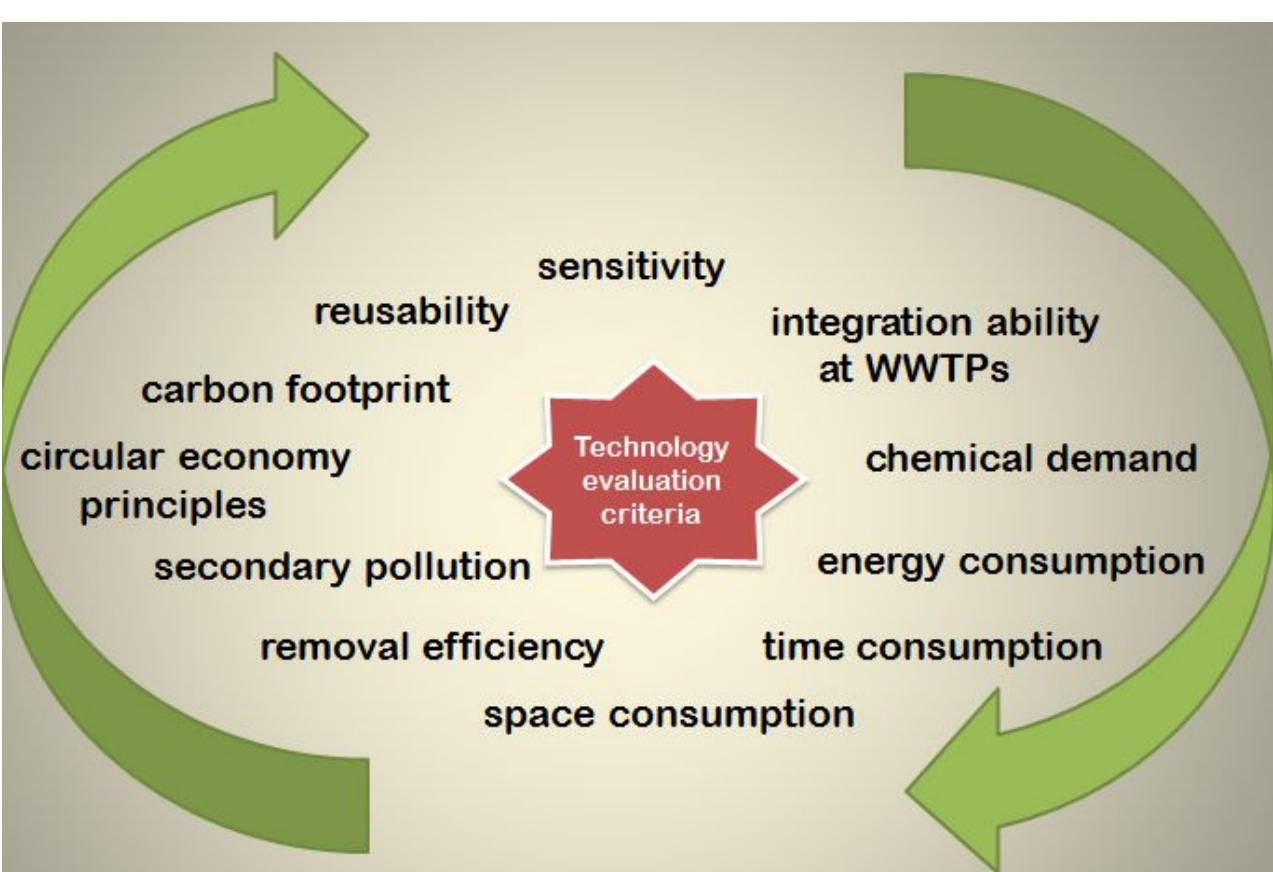 sensitivity
reusability
integration ability
at WWTPs
carbon footprint
Technology
evaluation
criteria
circular economy
principles
chemical demand
secondary pollution
energy consumption
removal efficiency
time consumption
space consumption